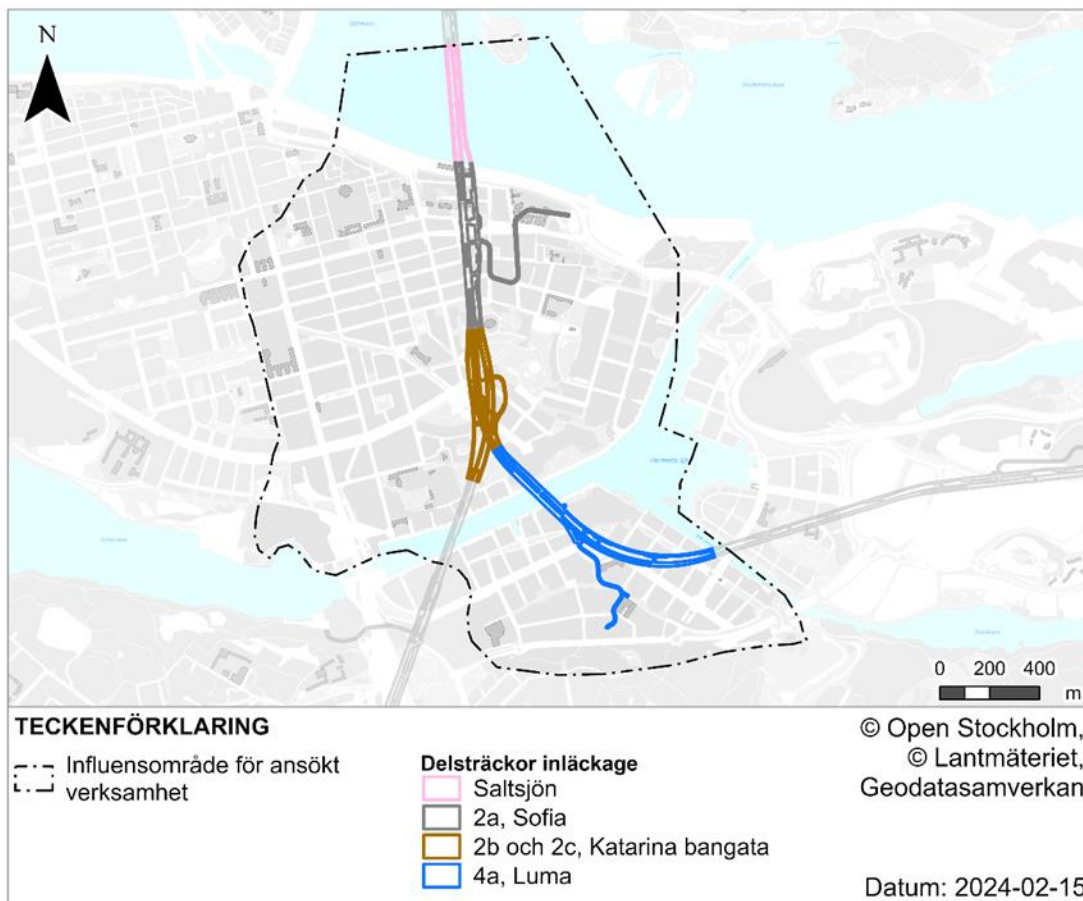 N
0 200 400
m
TECKENFÖRKLARING
Influensområde för ansökt
verksamhet
Delsträckor inläckage
Saltsjön
2a, Sofia
2b och 2c, Katarina bangata
4a, Luma
© Open Stockholm,
© Lantmäteriet,
Geodatasamverkan
Datum: 2024-02-15